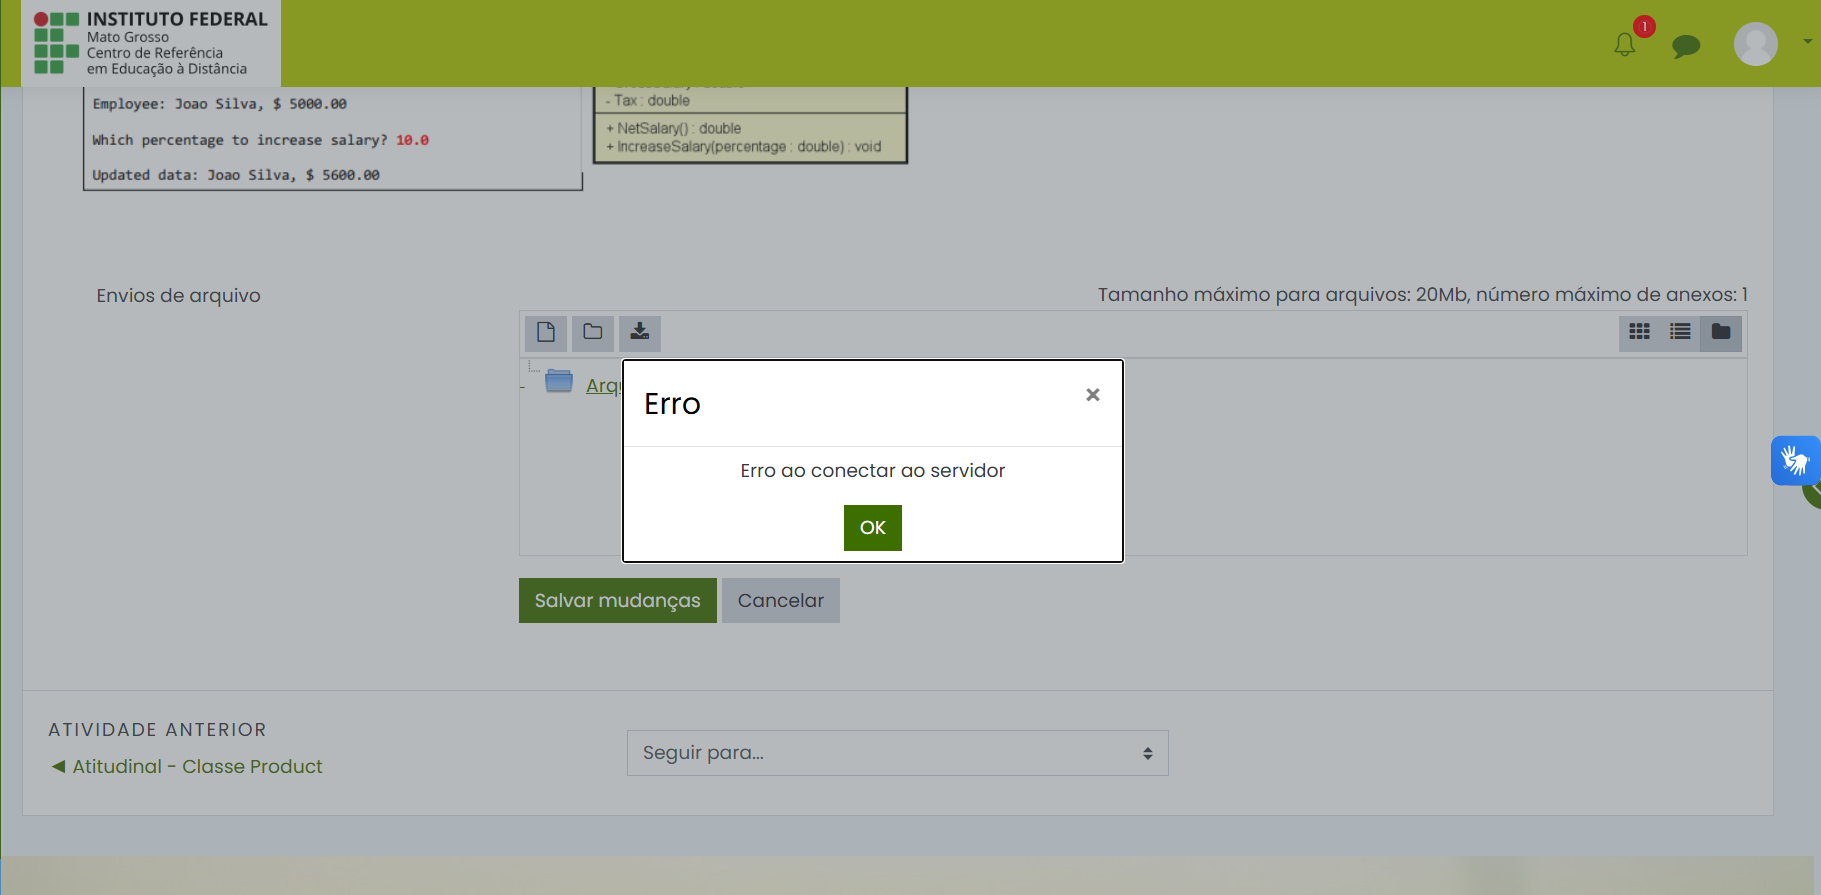 INSTITUTO FEDERAL
Mato Grosso
Centro de Referência
em Educação à Distância
1
Employee: Joao Silva, $ 5000.00
Which percentage to increase salary? 10.0
Updated data: Joao Silva, $ 5600.00
- Tax : double
+ NetSalary() : double
+ IncreaseSalary(percentage : double) : void
Envios de arquivo
Tamanho máximo para arquivos: 20Mb, número máximo de anexos: 1
Erro
×
Erro ao conectar ao servidor
OK
Salvar mudanças
Cancelar
ATIVIDADE ANTERIOR
◄ Atitudinal - Classe Product
Seguir para...